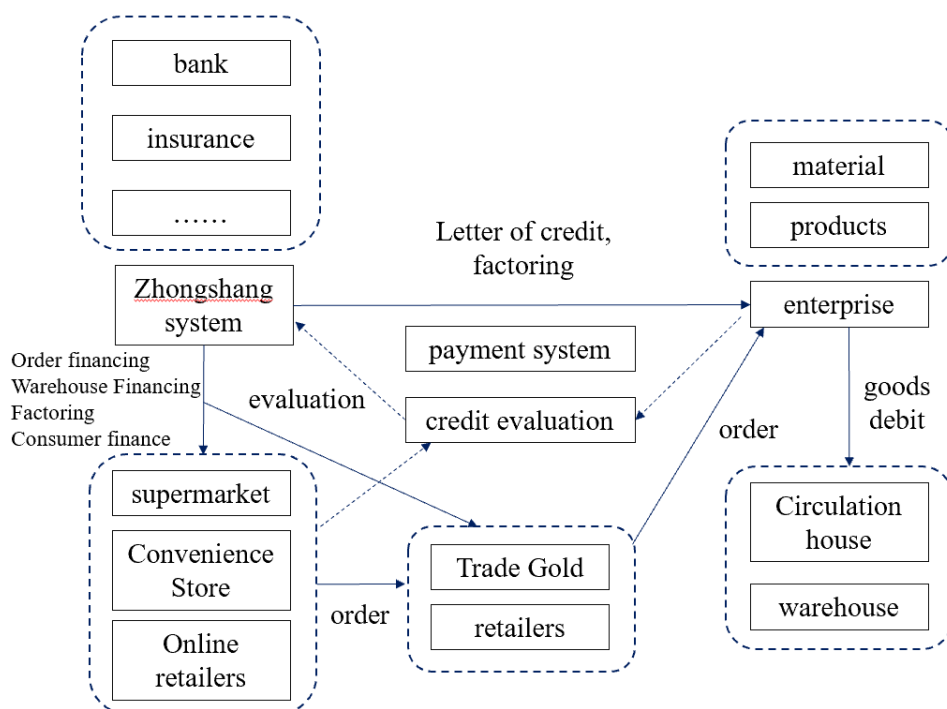 bank
insurance
……
material
products
Letter of credit,
factoring
Zhongshang
system
enterprise
payment system
Order financing
Warehouse Financing
Factoring
Consumer finance
evaluation
credit evaluation
order
goods
debit
supermarket
Convenience
Store
Online
retailers
order
Trade Gold
retailers
Circulation
house
warehouse